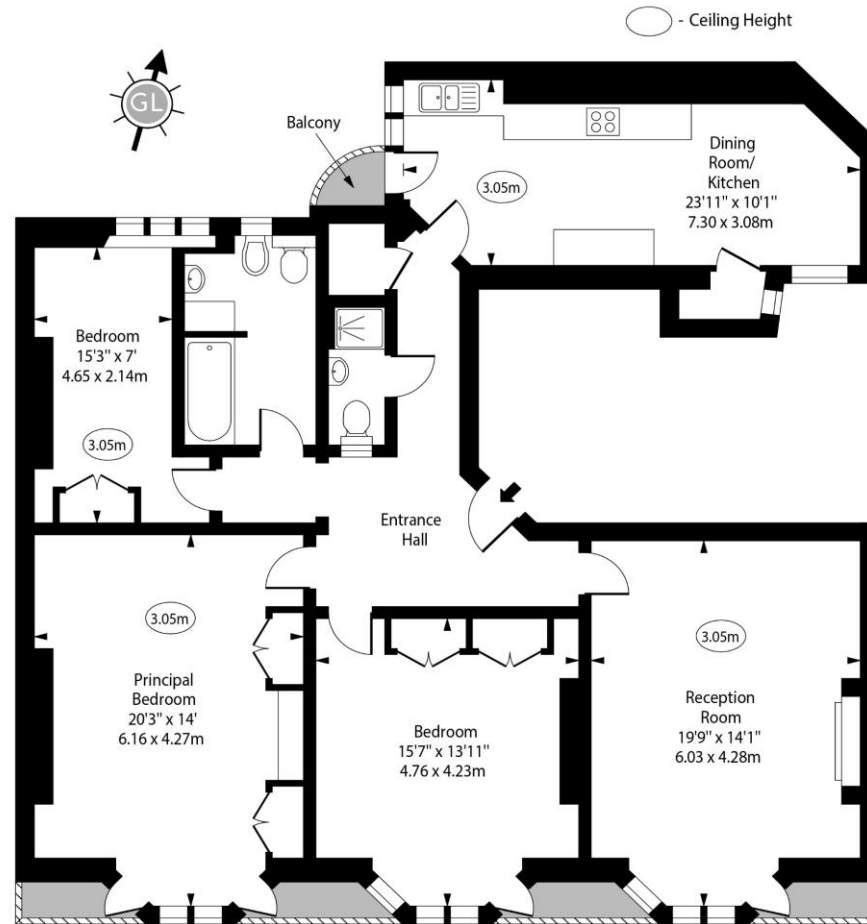 - Ceiling Height
GL
Balcony
3.05m
Dining
Room/
Kitchen
23'11" x 10'1"
7.30 x 3.08m
Bedroom
15'3" x 7'
4.65 x 2.14m
3.05m
Entrance
Hall
3.05m
Principal
Bedroom
20'3" x 14'
6.16 x 4.27m
Bedroom
15'7" x 13'11"
4.76 x 4.23m
3.05m
Reception
Room
19'9" x 14'1"
6.03 x 4.28m